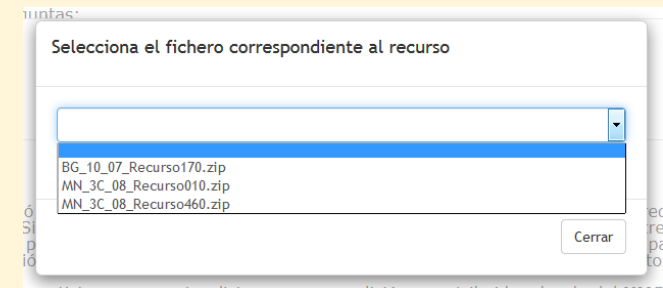 Selecciona el fichero correspondiente al recurso
BG_10_07_Recurso170.zip
MN_3C_08_Recurso010.zip
MN_3C_08_Recurso460.zip
Cerrar